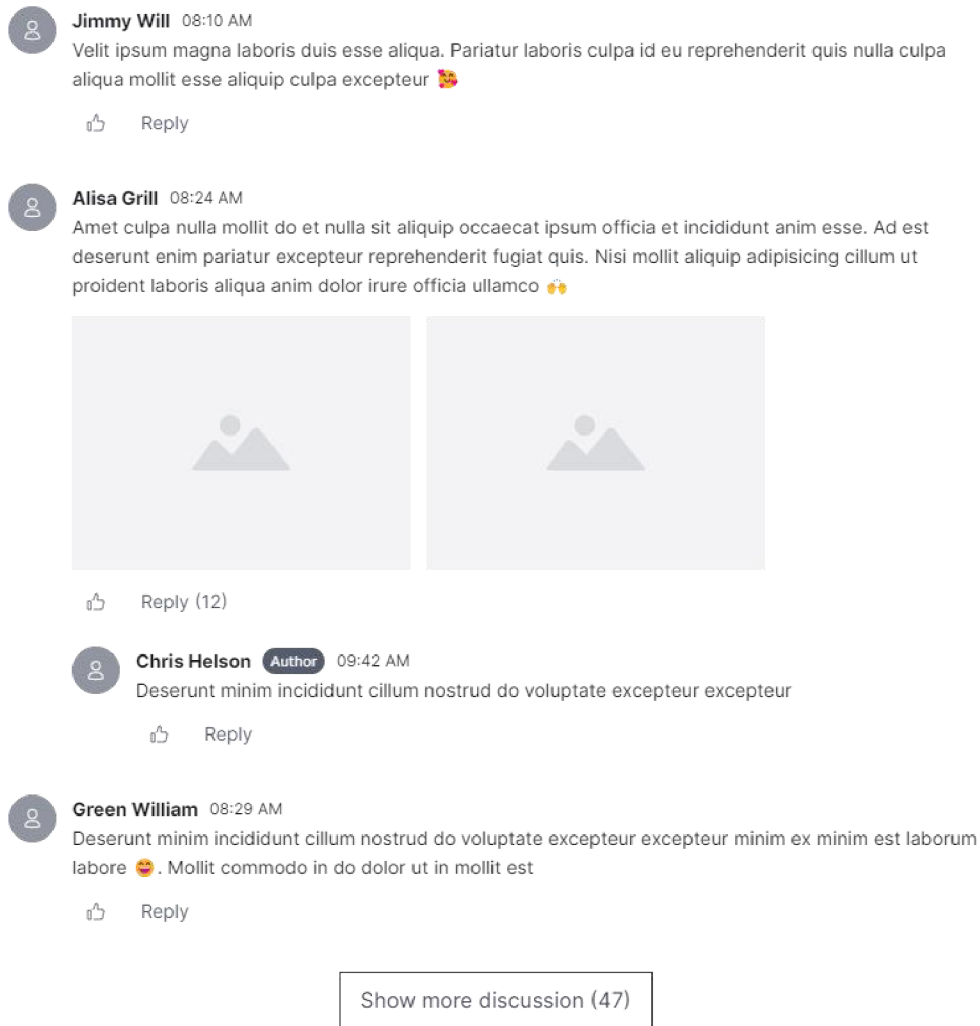 Jimmy Will 08:10 AM
Velit ipsum magna laboris duis esse aliqua. Pariatur laboris culpa id eu reprehenderit quis nulla culpa
aliqua mollit esse aliquip culpa excepteur 🥰
Reply
Alisa Grill 08:24 AM
Amet culpa nulla mollit do et nulla sit aliquip occaecat ipsum officia et incididunt anim esse. Ad est
deserunt enim pariatur excepteur reprehenderit fugiat quis. Nisi mollit aliquip adipisicing cillum ut
proident laboris aliqua anim dolor irure officia ullamco 🙌
Reply (12)
Chris Helson Author 09:42 AM
Deserunt minim incididunt cillum nostrud do voluptate excepteur excepteur
Reply
Green William 08:29 AM
Deserunt minim incididunt cillum nostrud do voluptate excepteur excepteur minim ex minim est laborum
labore 😄. Mollit commodo in do dolor ut in mollit est
Reply
Show more discussion (47)